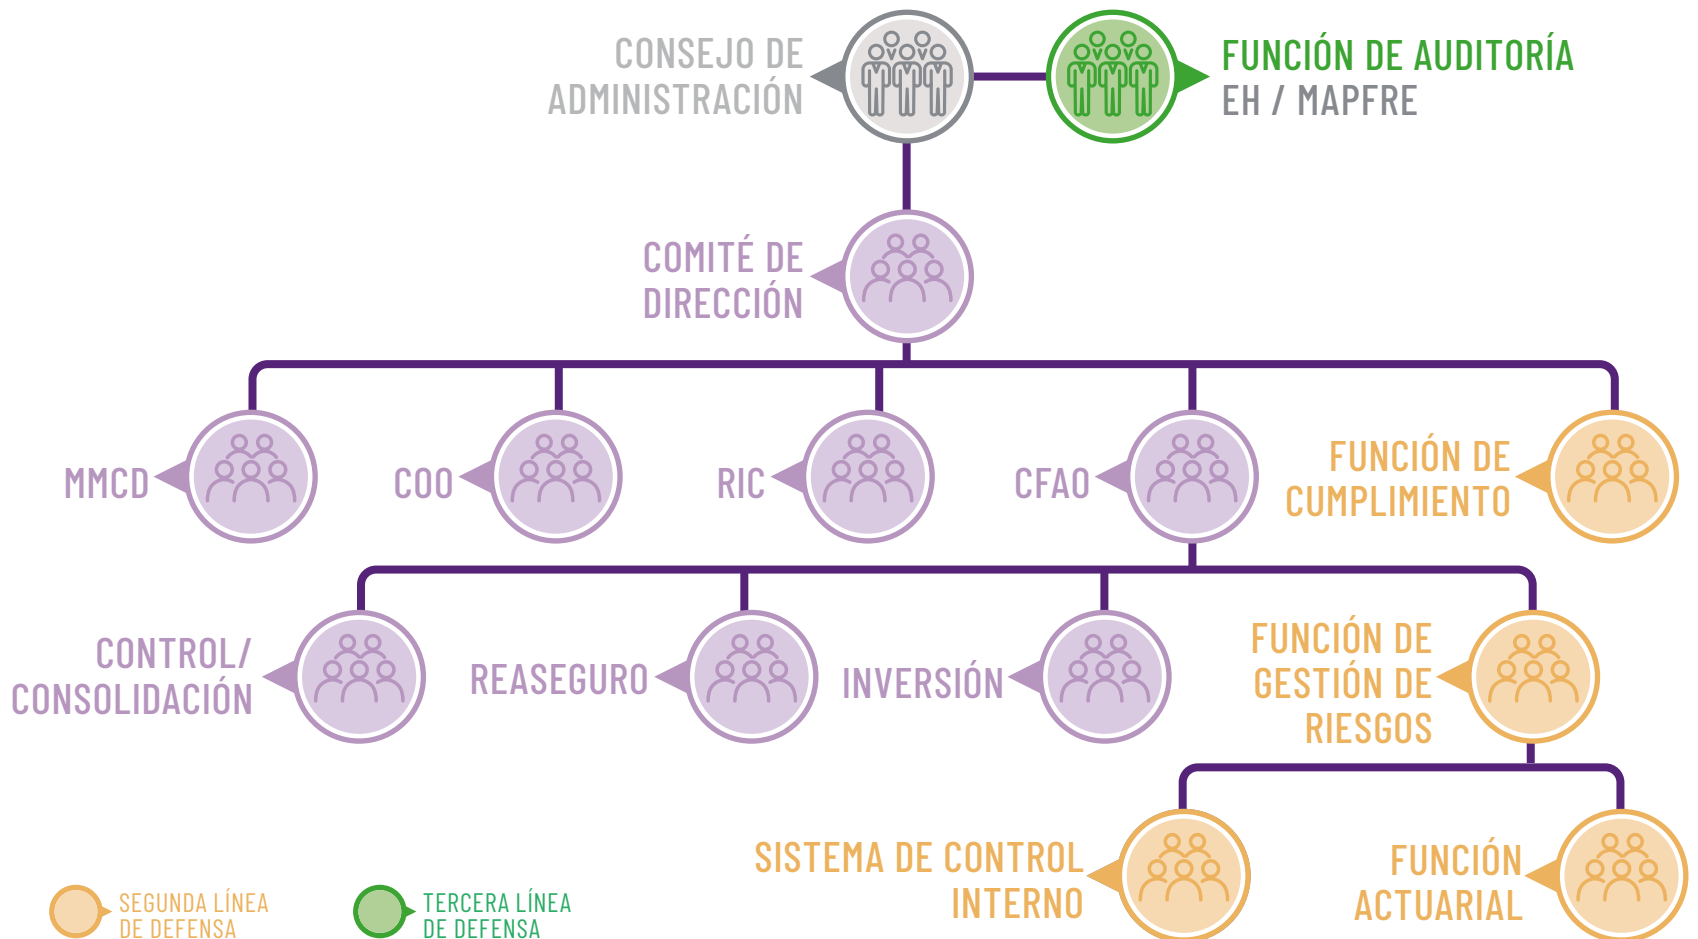 CONSEJO DE
ADMINISTRACIÓN
FUNCIÓN DE AUDITORÍA
EH / MAPFRE
COMITÉ DE
DIRECCIÓN
MMCD
COO
RIC
CFAO
FUNCIÓN DE
CUMPLIMIENTO
CONTROL/
CONSOLIDACIÓN
REASEGURO
INVERSIÓN
FUNCIÓN DE
GESTIÓN DE
RIESGOS
SISTEMA DE CONTROL
INTERNO
FUNCIÓN
ACTUARIAL
SEGUNDA LÍNEA
DE DEFENSA
TERCERA LÍNEA
DE DEFENSA